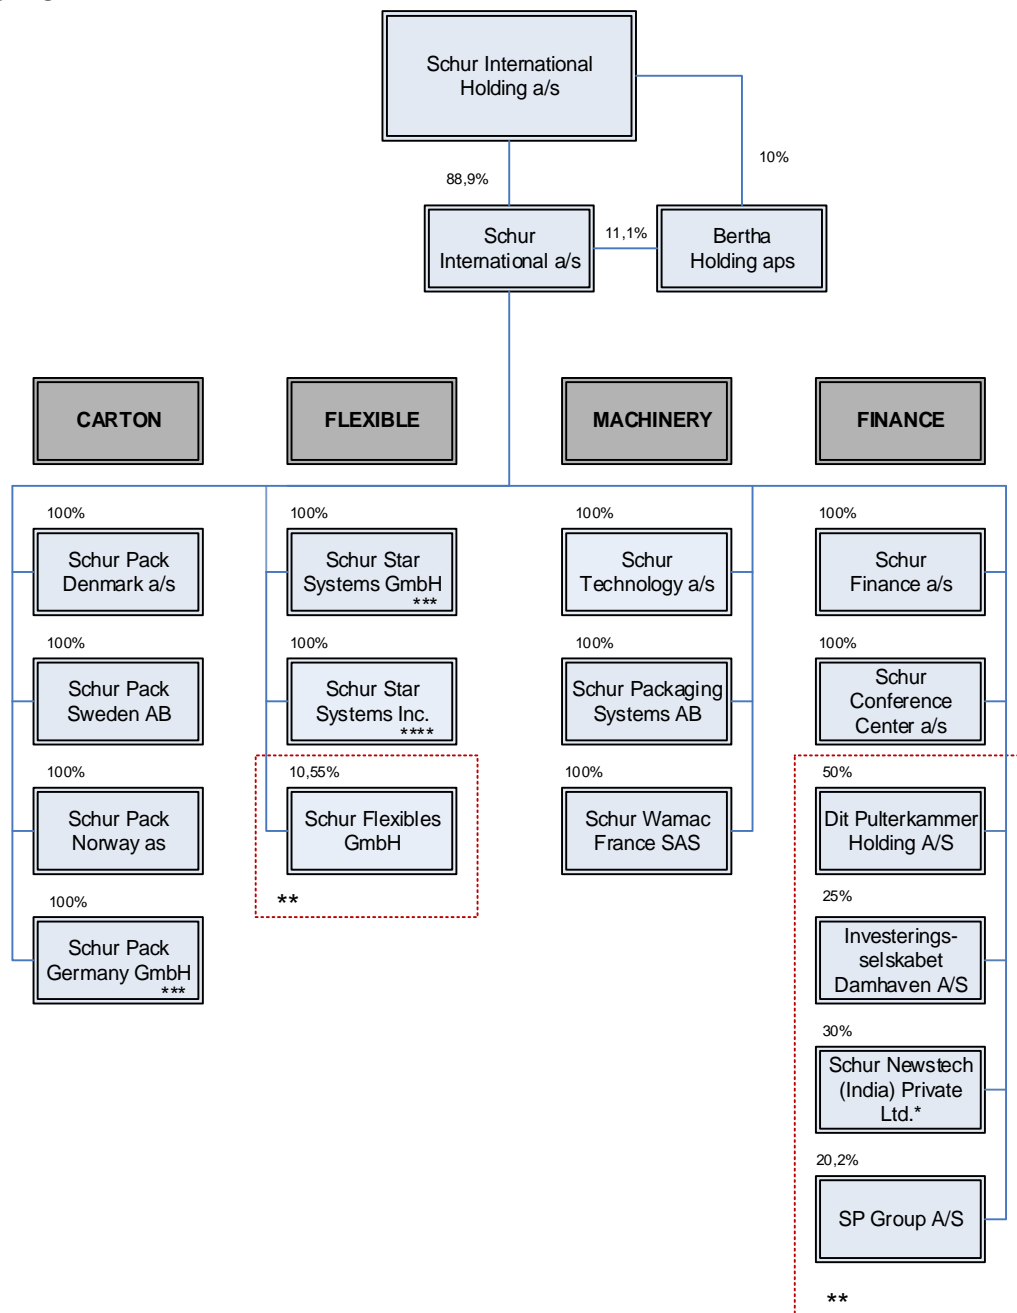 Schur International
Holding a/s
10%
88,9%
Schur
International a/s
11,1%
Bertha
Holding aps
CARTON
FLEXIBLE
MACHINERY
FINANCE
100%
Schur Pack
Denmark a/s
100%
Schur Pack
Sweden AB
100%
Schur Pack
Norway as
100%
Schur Pack
Germany GmbH
***
100%
Schur Star
Systems GmbH
***
100%
Schur Star
Systems Inc.
****
10,55%
Schur Flexibles
GmbH
**
100%
Schur
Technology a/s
100%
Schur Packaging
Systems AB
100%
Schur Wamac
France SAS
100%
Schur
Finance a/s
100%
Schur
Conference
Center a/s
50%
Dit Pulterkammer
Holding A/S
25%
Investerings-
selskabet
Damhaven A/S
30%
Schur Newstech
(India) Private
Ltd.*
20,2%
SP Group A/S
**